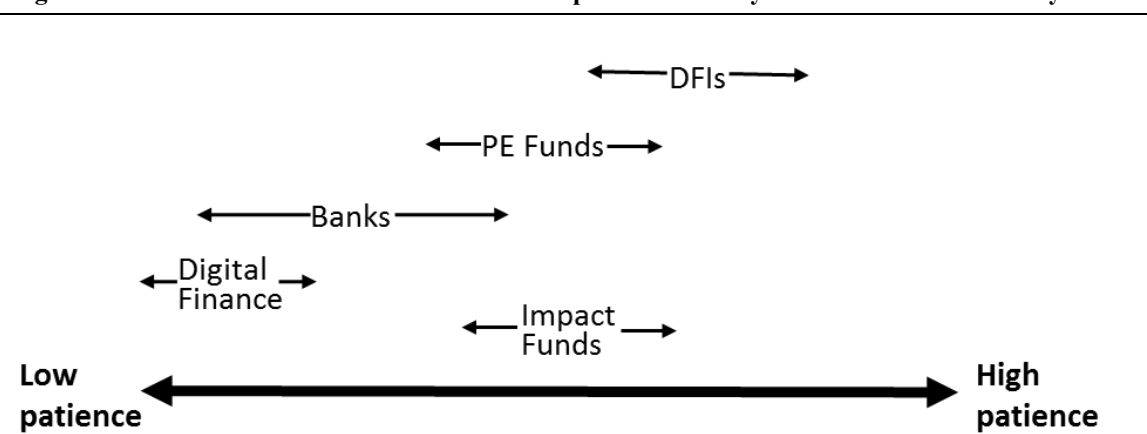 DFIs
PE Funds
Banks
Digital
Finance
Impact
Funds
Low
patience
High
patience